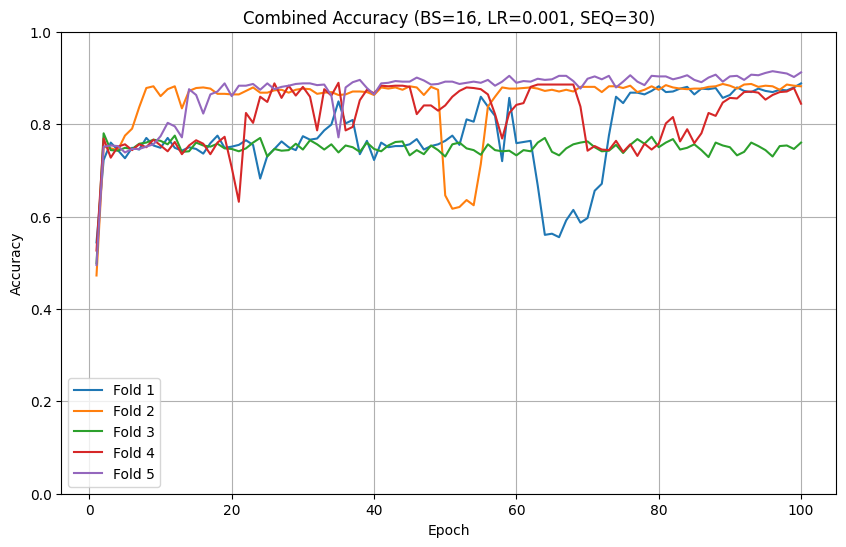 Combined Accuracy (BS=16, LR=0.001, SEQ=30)
1.0
0.8
0.6
0.4
0.2
0.0
Accuracy
Fold 1
Fold 2
Fold 3
Fold 4
Fold 5
0 20 40 60 80 100
Epoch